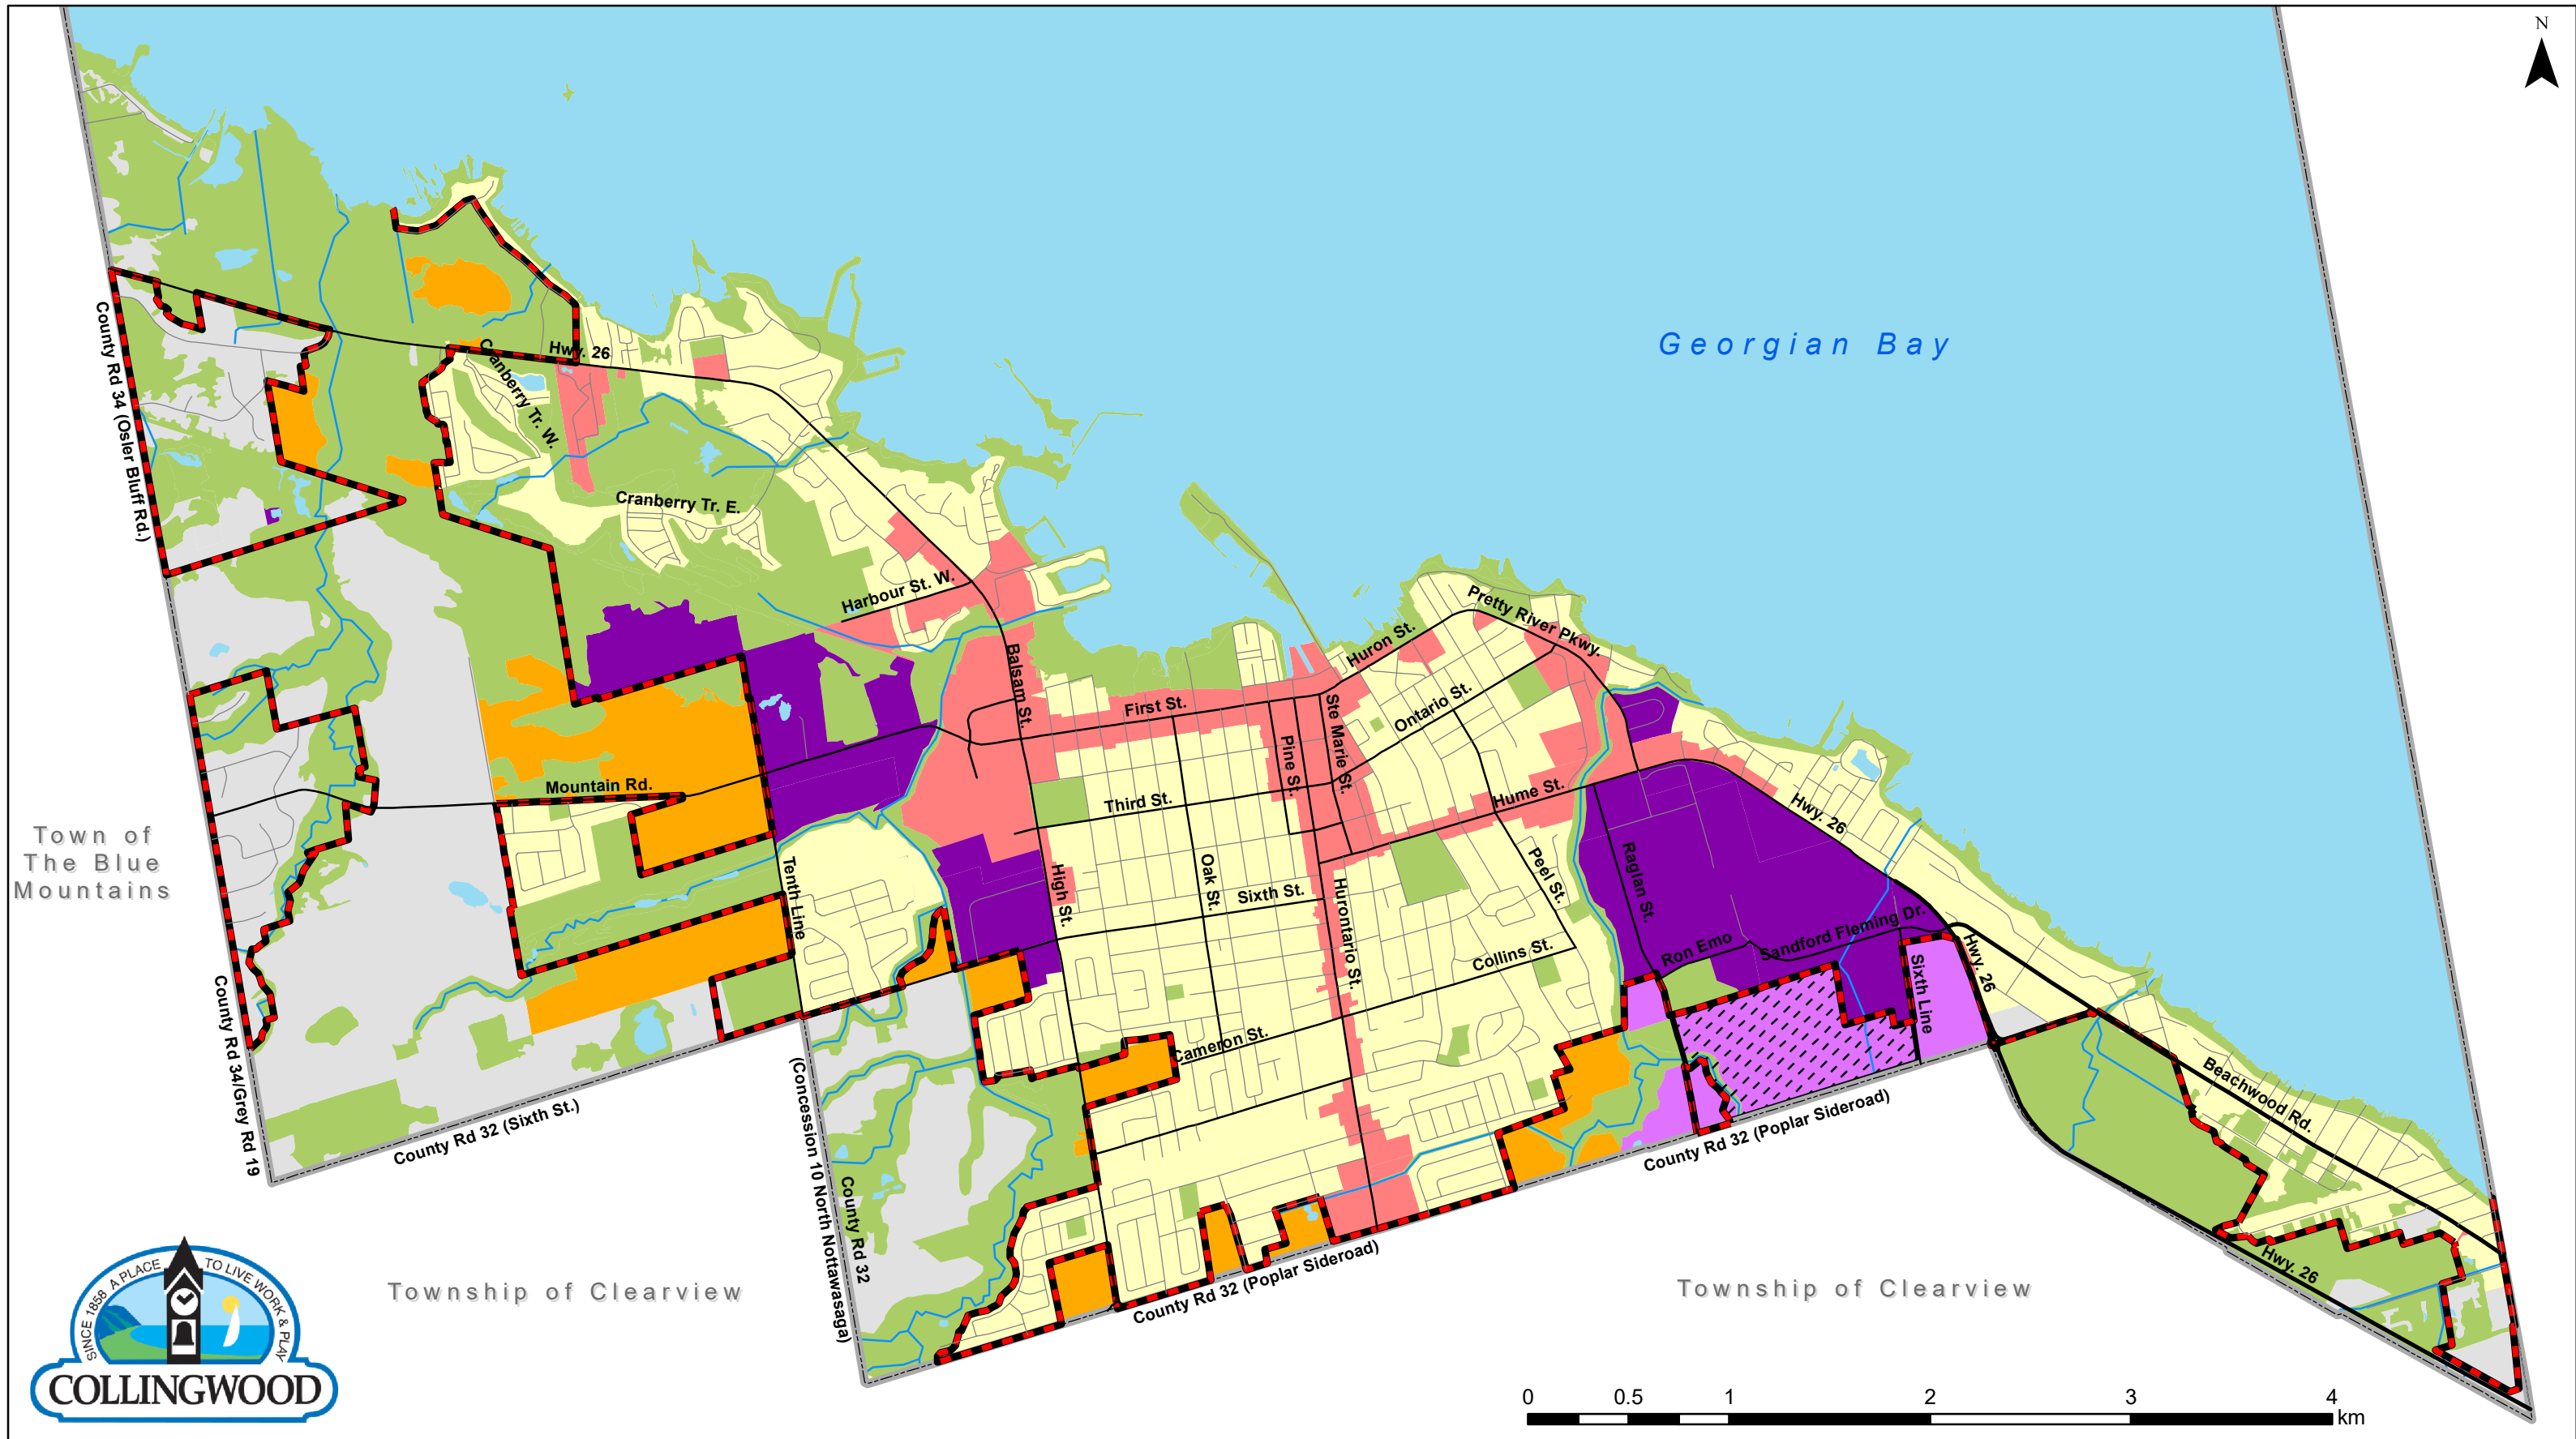 N
Georgian Bay
Hwy. 26
Cranberry Tr. W.
County Rd 34 (Osler Bluff Rd.)
Cranberry Tr. E.
Harbour St. W.
Balsam St.
First St.
Huron St.
Pretty River Pkwy.
Ontario St.
Ste Marie St.
Pine St.
Mountain Rd.
Third St.
Hume St.
Hwy. 26
Town of
The Blue
Mountains
Tenth Line
High St.
Oak St.
Sixth St.
Hurontario St.
Peel St.
Raglan St.
Collins St.
Ron Emo
Sandford Fleming Dr.
Sixth Line
Hwy. 26
Cameron St.
County Rd 34/Grey Rd 19
County Rd 32 (Sixth St.)
(Concession 10 North Nottawasaga)
County Rd 32
County Rd 32 (Poplar Sideroad)
County Rd 32 (Poplar Sideroad)
Beachwood Rd.
Hwy. 26
Township of Clearview
Township of Clearview
SINCE 1858 A PLACE TO LIVE WORK & PLAY
COLLINGWOOD
0 0.5 1 2 3 4
km